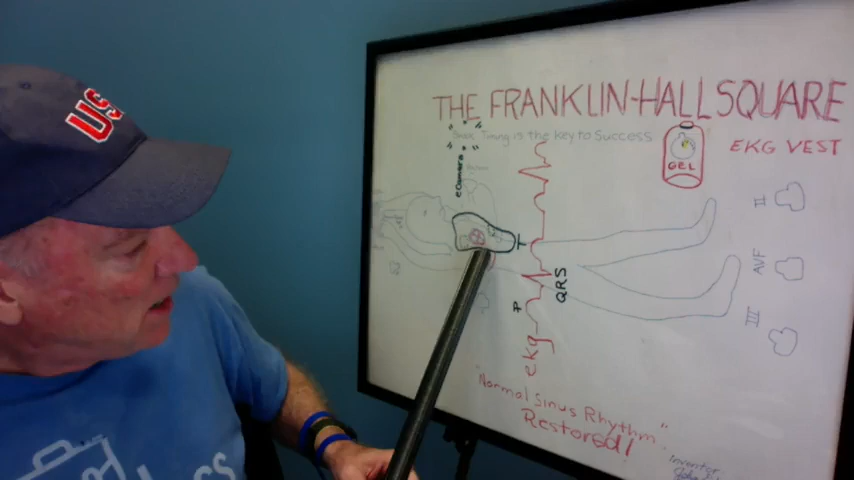 US
THE FRANKLIN-HALL SQUARE
Timing is the key to Success
EKG VEST
eCamera
GEL
II
T
AVF
QRS
P
III
ekg
"Normal Sinus Rhythm"
Restored!
Inventor